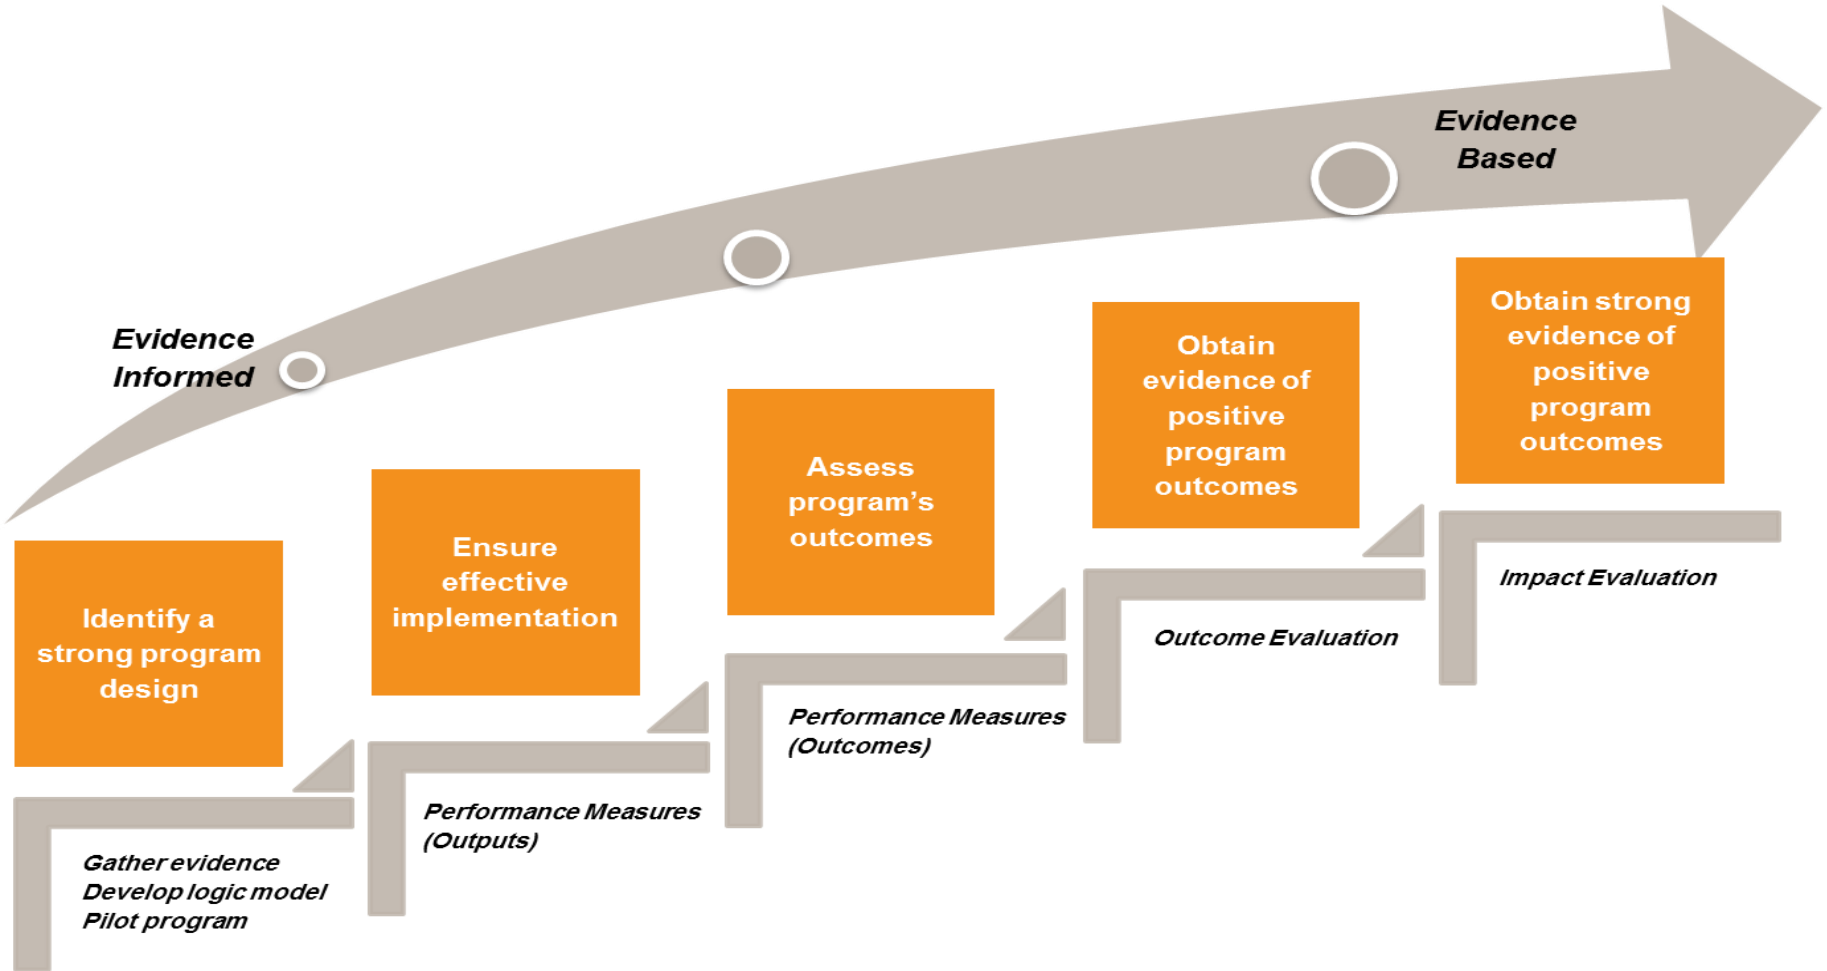 Evidence
Based
Evidence
Informed
Identify a
strong program
design
Gather evidence
Develop logic model
Pilot program
Ensure
effective
implementation
Performance Measures
(Outputs)
Assess
program’s
outcomes
Performance Measures
(Outcomes)
Obtain
evidence of
positive
program
outcomes
Outcome Evaluation
Obtain strong
evidence of
positive
program
outcomes
Impact Evaluation